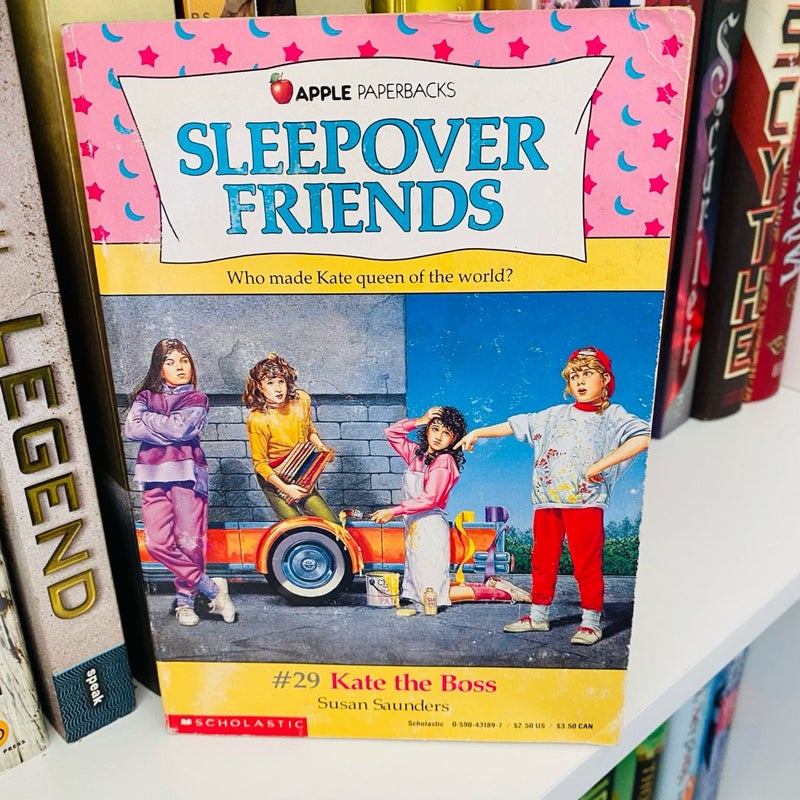 APPLE PAPERBACKS
SLEEPOVER
FRIENDS
Who made Kate queen of the world?
#29 Kate the Boss
Susan Saunders
SCHOLASTIC
Scholastic 0-590-43189-7 / $2.50 US / $3.50 CAN
LEGEND
speak
PRESS
SCYTHE